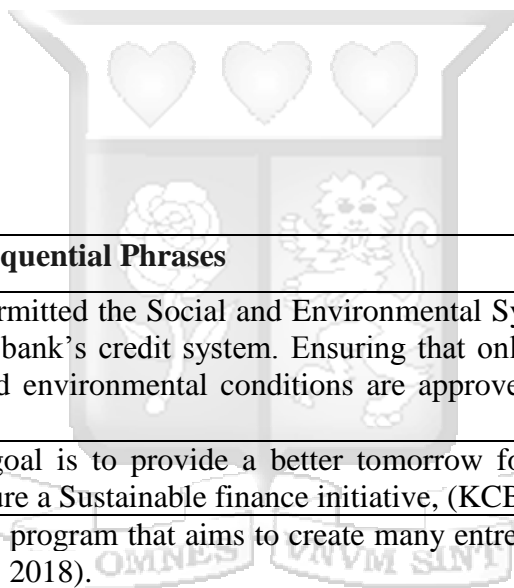 quential Phrases
rmitted the Social and Environmental Sy
bank's credit system. Ensuring that onl
d environmental conditions are approve
goal is to provide a better tomorrow fo
ure a Sustainable finance initiative, (KCB
program that aims to create many entre
2018).
OMNES VNVM SINT